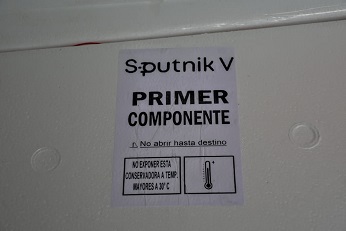 Sputnik V
PRIMER
COMPONENTE
⚠ No abrir hasta destino
NO EXPONER ESTA
CONSERVADORA A TEMP.
MAYORES A 30° C